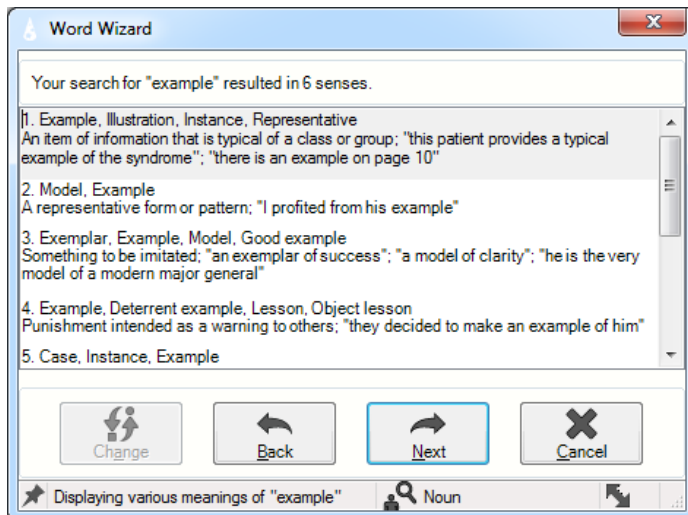 Word Wizard
Your search for "example" resulted in 6 senses.
1. Example, Illustration, Instance, Representative
An item of information that is typical of a class or group; "this patient provides a typical
example of the syndrome"; "there is an example on page 10"
2. Model, Example
A representative form or pattern; "I profited from his example"
3. Exemplar, Example, Model, Good example
Something to be imitated; "an exemplar of success"; "a model of clarity"; "he is the very
model of a modern major general"
4. Example, Deterrent example, Lesson, Object lesson
Punishment intended as a warning to others; "they decided to make an example of him"
5. Case, Instance, Example
Change
Back
Next
Cancel
Displaying various meanings of "example"
Noun